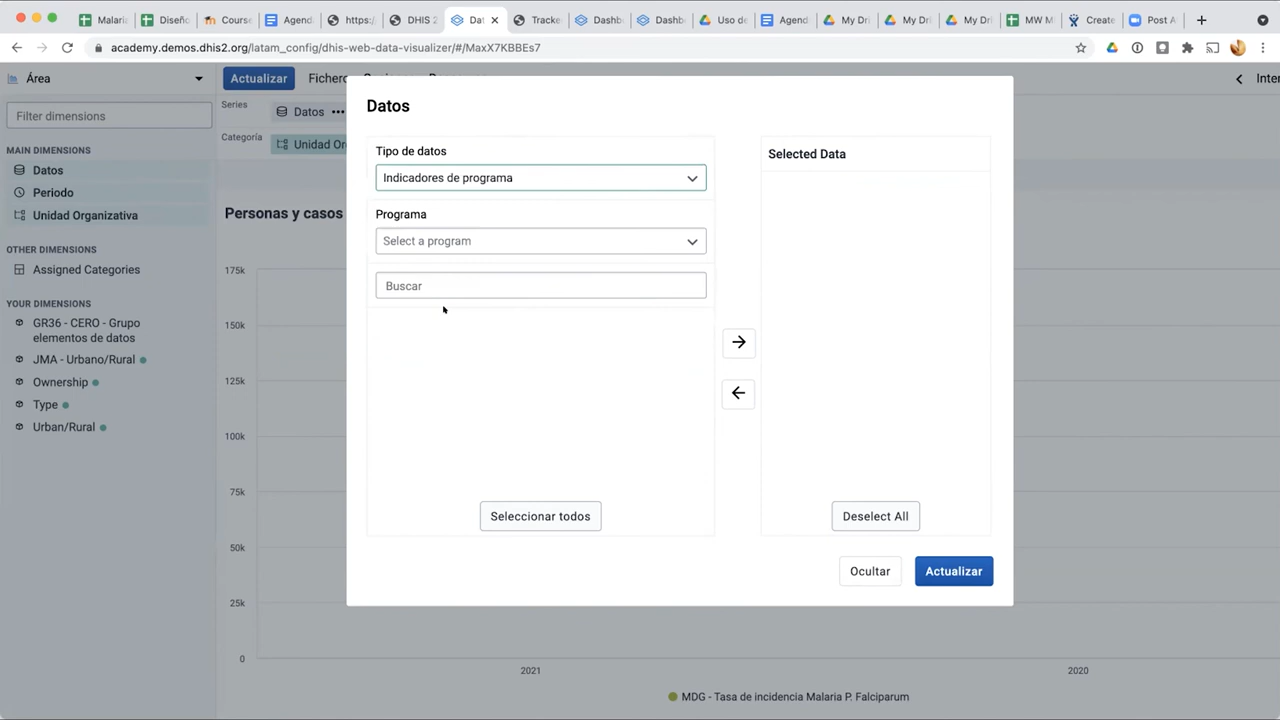 Malaria
Diseño
Course
Agend
https:/
DHIS 2
Dat
Tracke
Dashb
Dashb
Uso de
Agend
My Dri
My Dri
My Dri
MW M
Create
Post A
academy.demos.dhis2.org/latam_config/dhis-web-data-visualizer/#/MaxX7KBBEs7
Área
Actualizar
Fichero
Inter
Filter dimensions
Series
Datos
Categoría
Unidad Or
MAIN DIMENSIONS
Datos
Periodo
Unidad Organizativa
OTHER DIMENSIONS
Assigned Categories
YOUR DIMENSIONS
GR36 - CERO - Grupo
elementos de datos
JMA - Urbano/Rural
Ownership
Type
Urban/Rural
Personas y casos
175k
150k
125k
100k
75k
50k
25k
0
2021
2020
MDG - Tasa de incidencia Malaria P. Falciparum
Datos
Tipo de datos
Indicadores de programa
Programa
Select a program
Buscar
Seleccionar todos
Selected Data
Deselect All
Ocultar
Actualizar